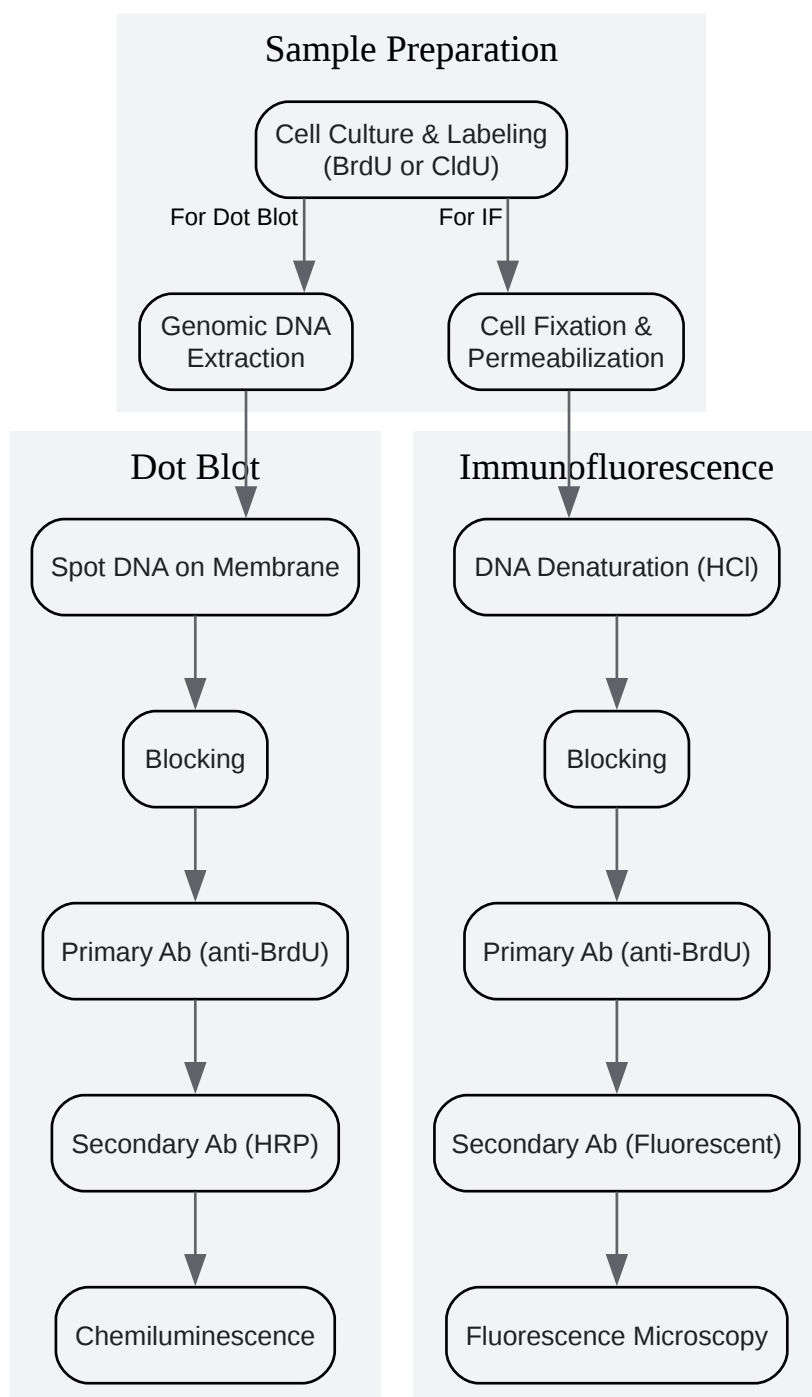 Sample Preparation
Cell Culture & Labeling
(BrdU or CldU)
For Dot Blot
For IF
Genomic DNA
Extraction
Cell Fixation &
Permeabilization
Dot Blot
Spot DNA on Membrane
Blocking
Primary Ab (anti-BrdU)
Secondary Ab (HRP)
Chemiluminescence
Immunofluorescence
DNA Denaturation (HCl)
Blocking
Primary Ab (anti-BrdU)
Secondary Ab (Fluorescent)
Fluorescence Microscopy